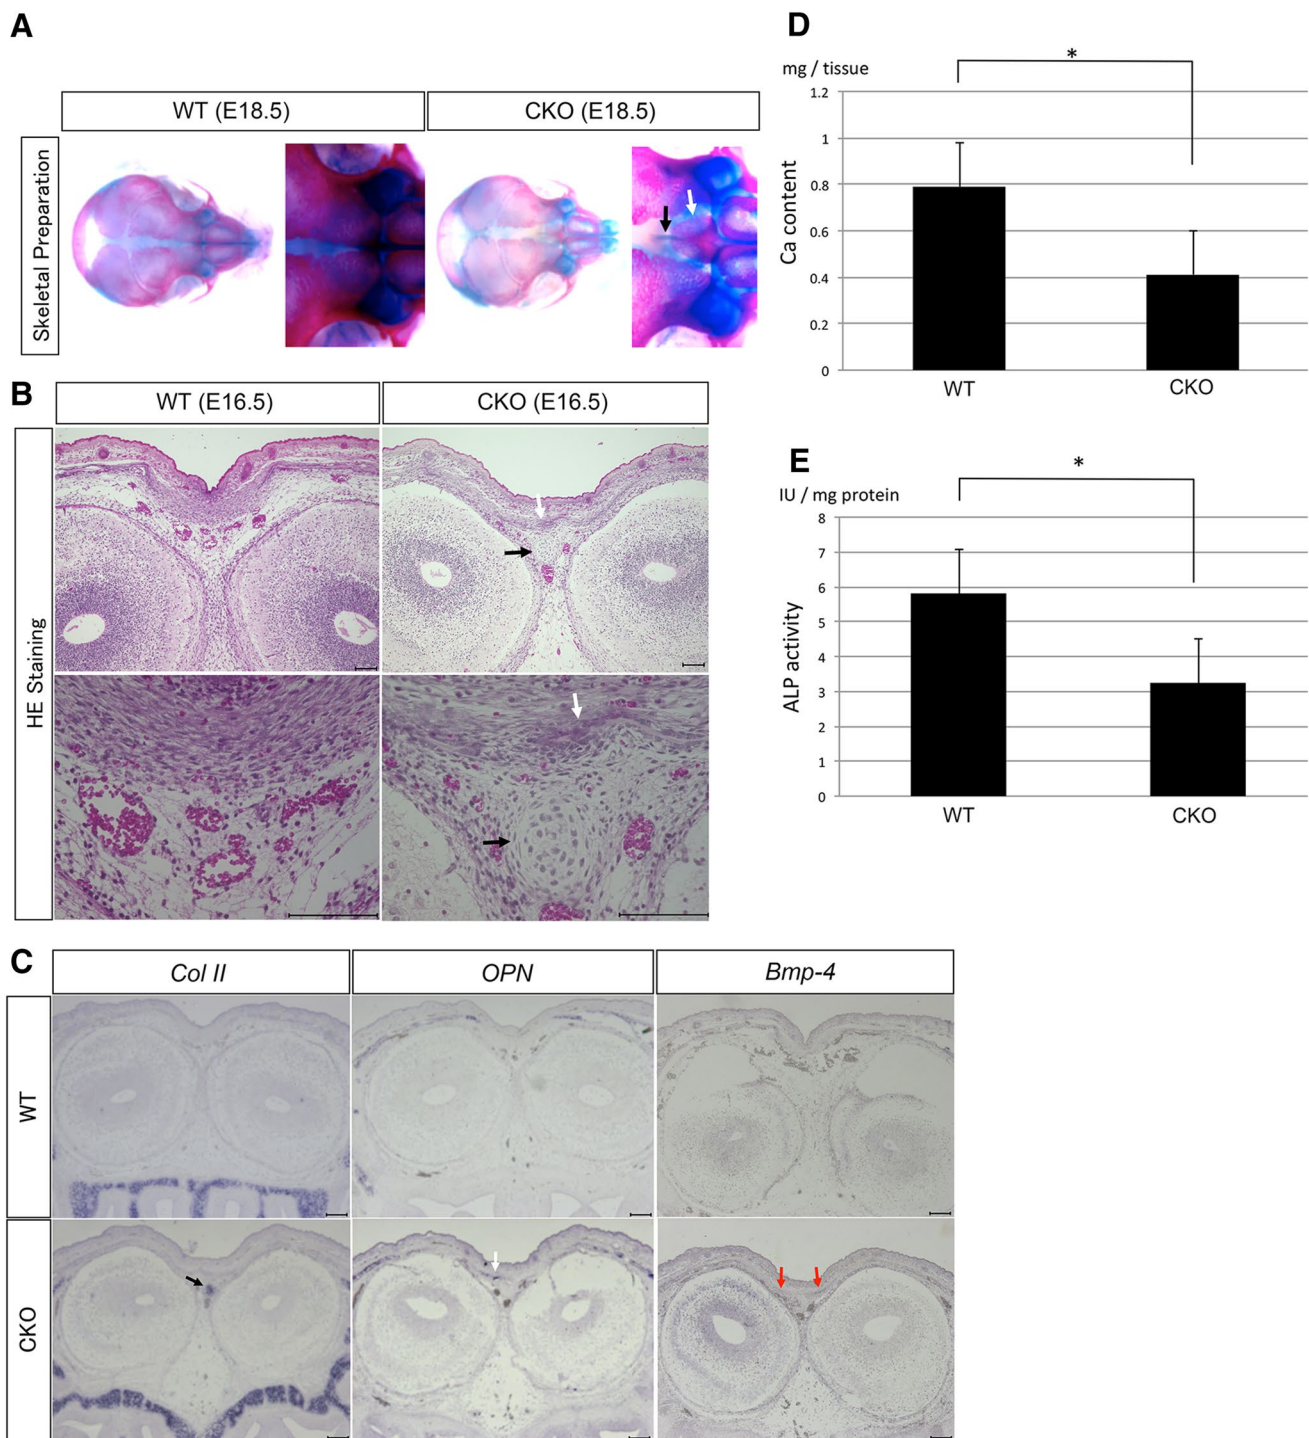 A
WT (E18.5)
CKO (E18.5)
Skeletal Preparation
B
WT (E16.5)
CKO (E16.5)
HE Staining
C
Col II
OPN
Bmp-4
WT
CKO
D
mg / tissue
*
Ca content
1.2
1
0.8
0.6
0.4
0.2
0
WT
CKO
E
IU / mg protein
*
ALP activity
8
7
6
5
4
3
2
1
0
WT
CKO